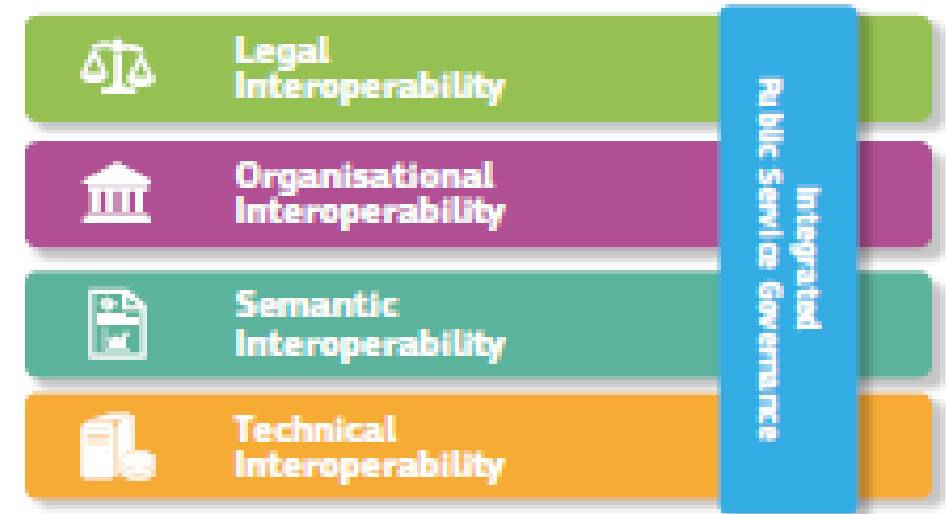 Legal
Interoperability
Organisational
Interoperability
Semantic
Interoperability
Technical
Interoperability
Integrated
Public Service Governance